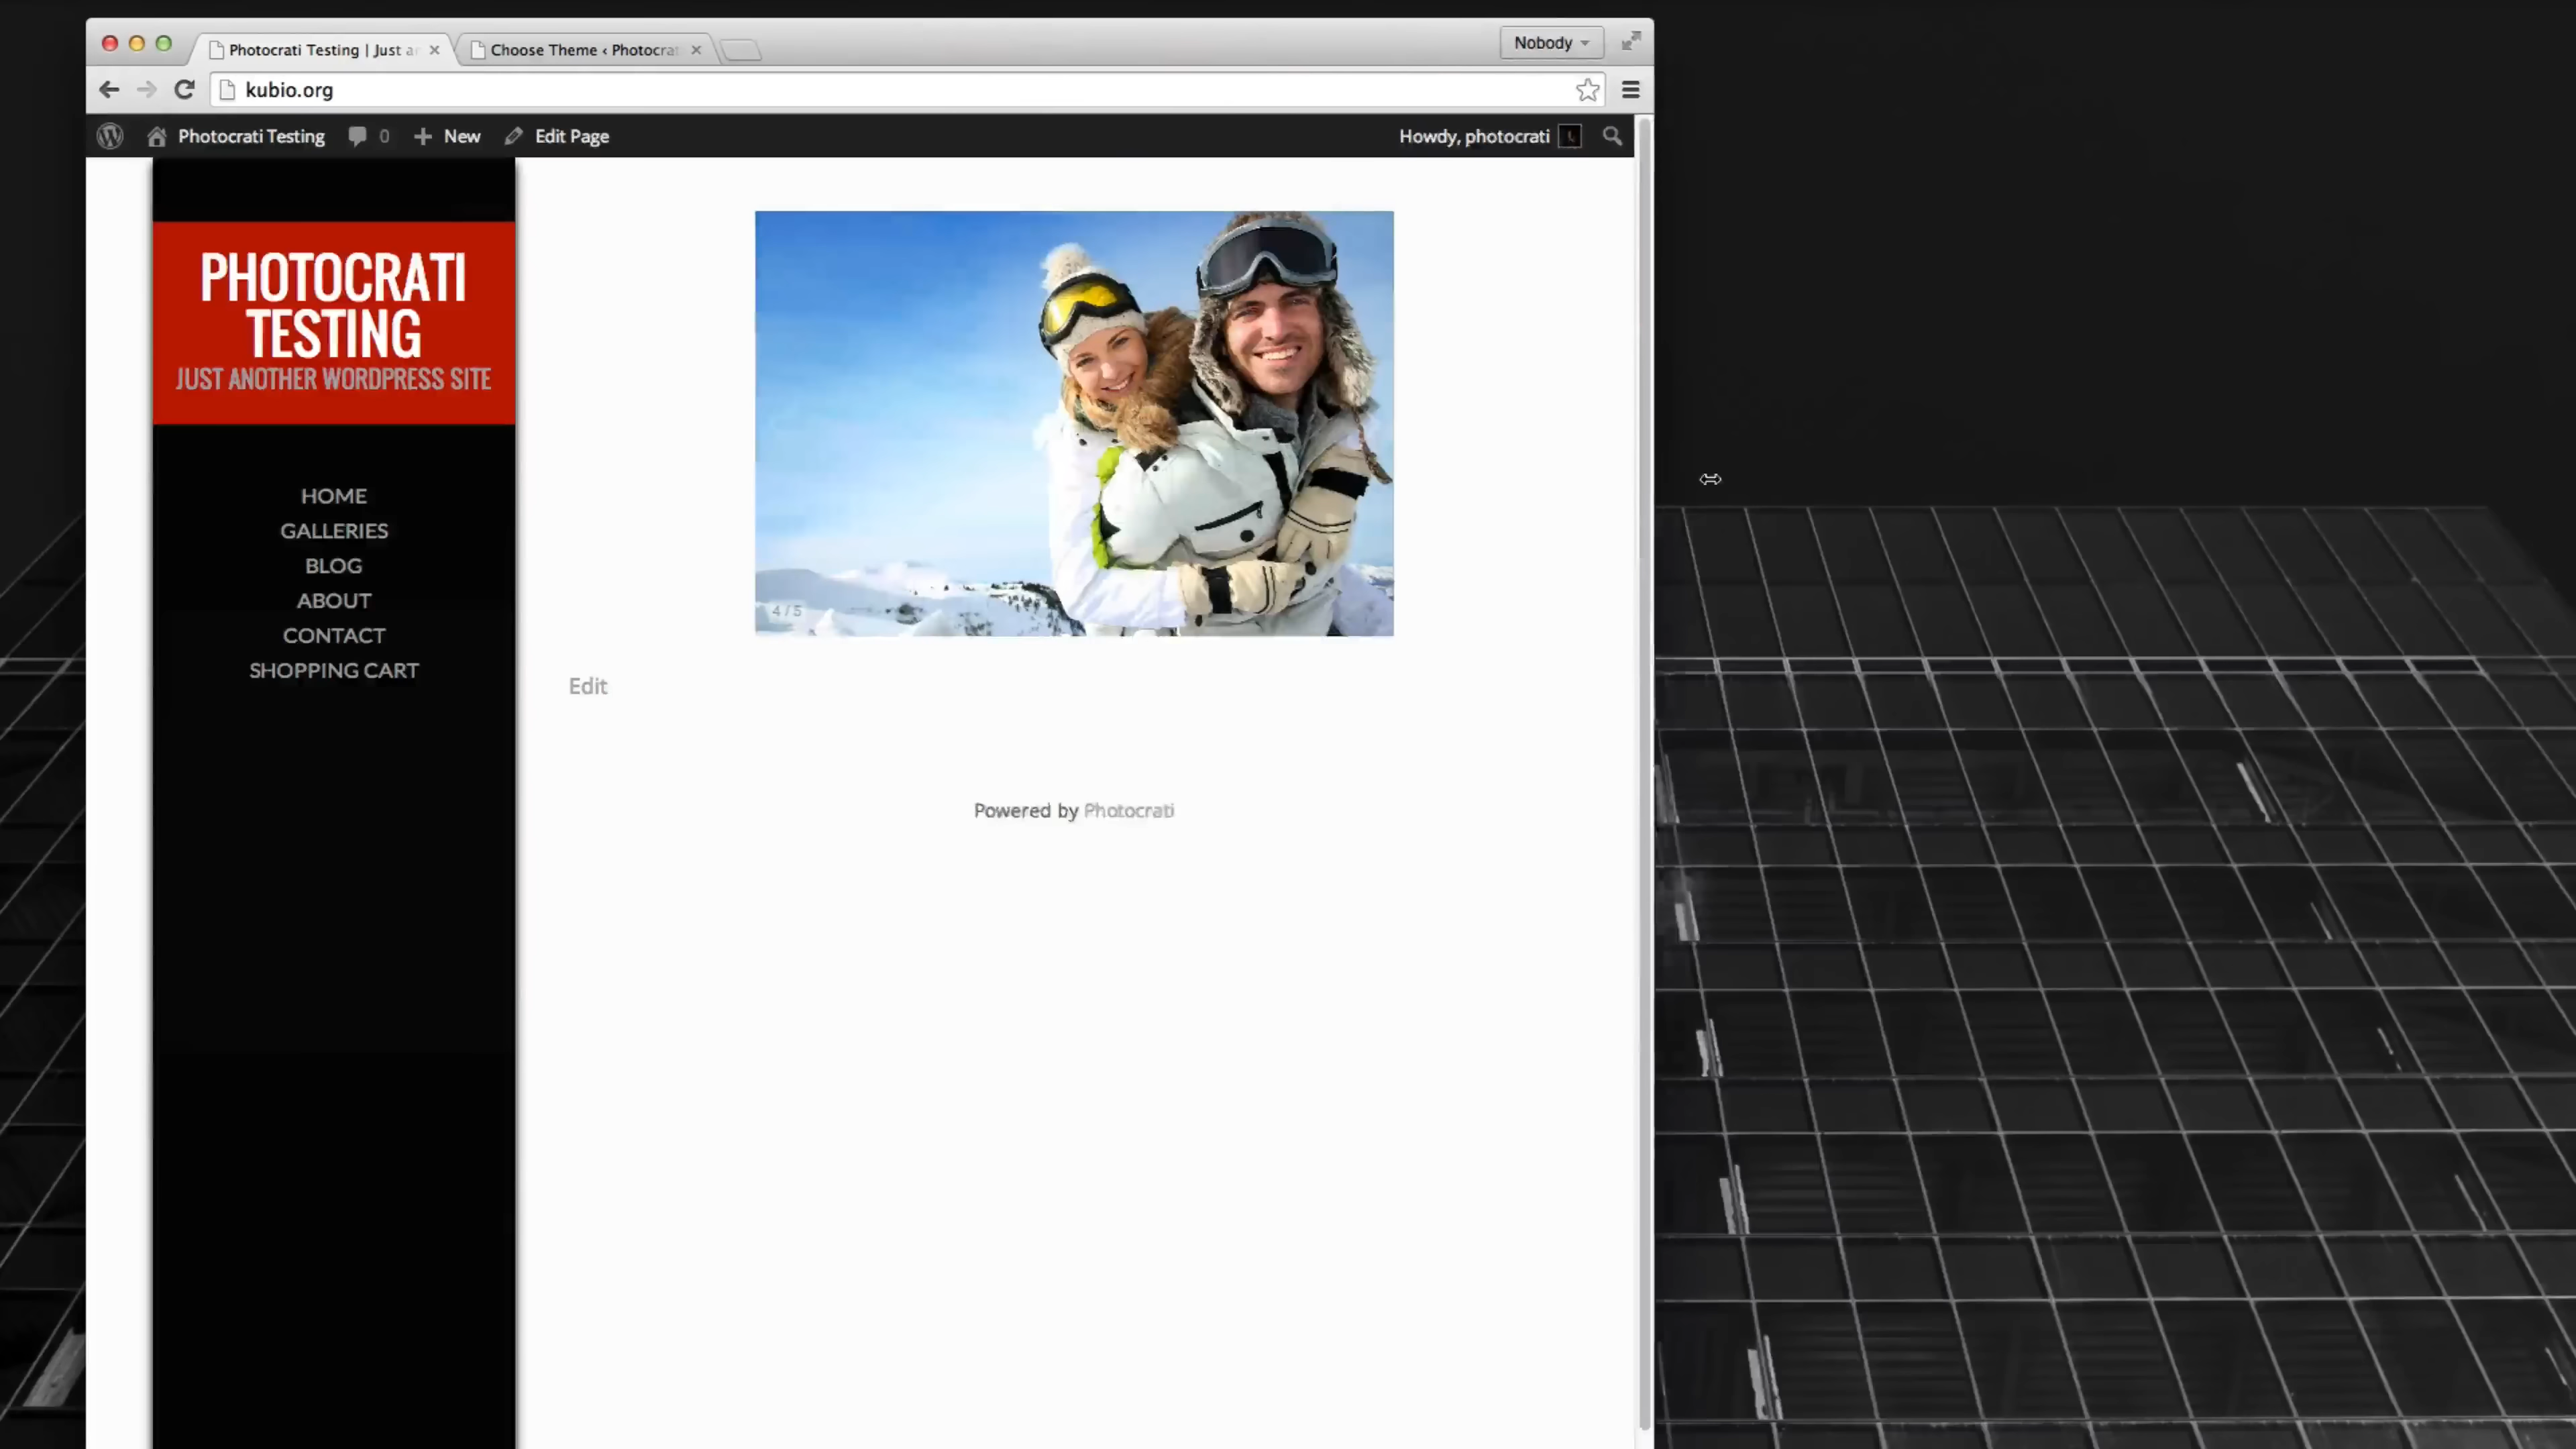 Photocrati Testing | Just a
Choose Theme ‹ Photocrat
Nobody
kubio.org
Photocrati Testing
0
New
Edit Page
Howdy, photocrati
PHOTOCRATI
TESTING
JUST ANOTHER WORDPRESS SITE
HOME
GALLERIES
BLOG
ABOUT
CONTACT
SHOPPING CART
4 / 5
Edit
Powered by Photocrati